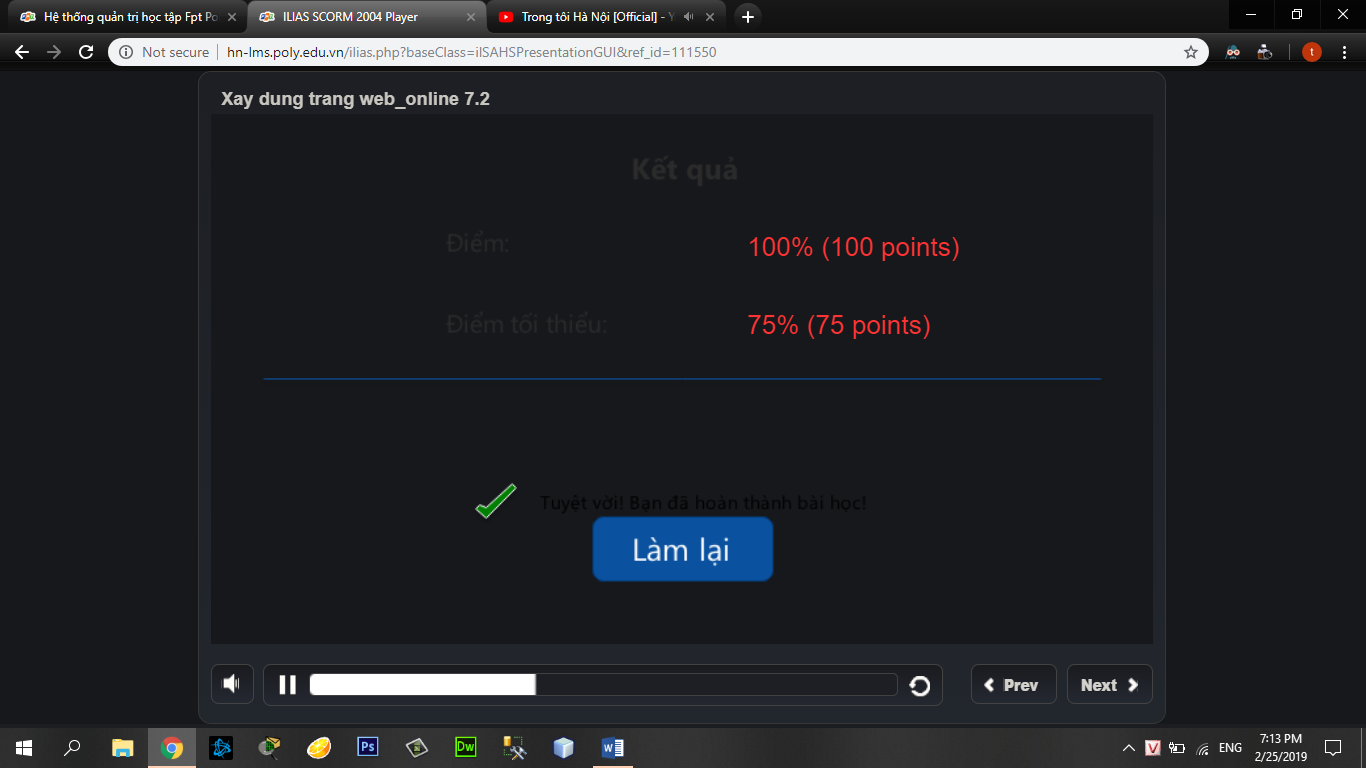 Hệ thống quản trị học tập Fpt Po
ILIAS SCORM 2004 Player
Trong tôi Hà Nội [Official] - Y
Not secure
hn-lms.poly.edu.vn/ilias.php?baseClass=ilSAHSPresentationGUI&ref_id=111550
t
Xay dung trang web_online 7.2
Kết quả
Điểm: 100% (100 points)
Điểm tối thiểu: 75% (75 points)
Tuyệt vời! Bạn đã hoàn thành bài học!
Làm lại
Prev
Next
Ps
Dw
V
ENG
7:13 PM
2/25/2019